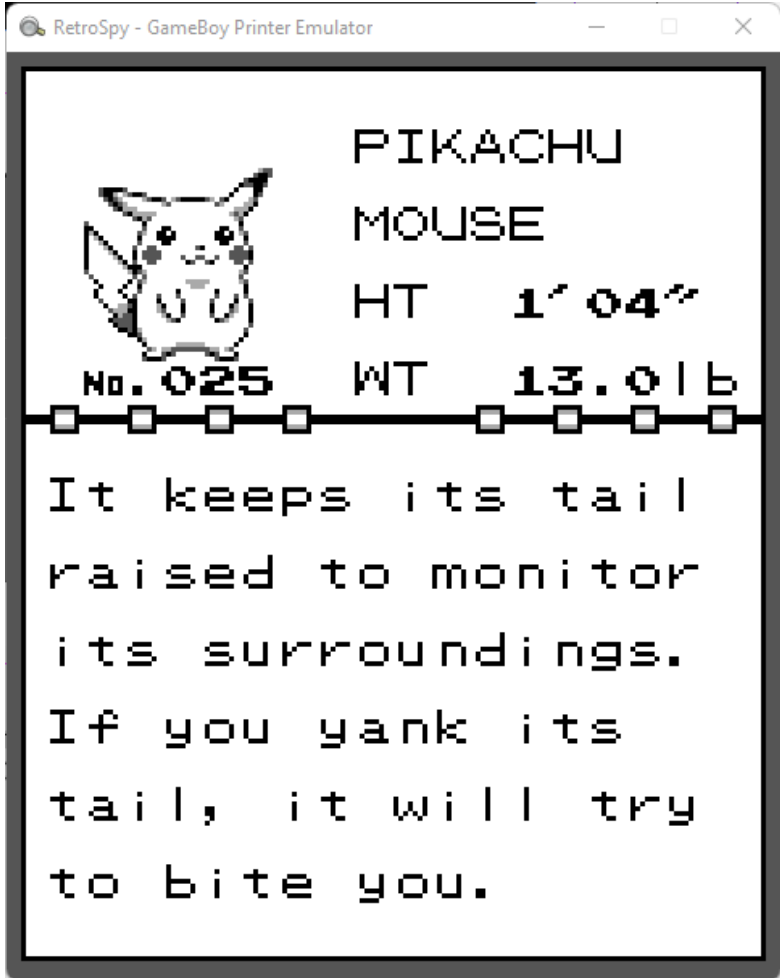 RetroSpy - GameBoy Printer Emulator
PIKACHU
MOUSE
HT 1′04″
No.025 WT 13.0lb
It keeps its tail
raised to monitor
its surroundings.
If you yank its
tail, it will try
to bite you.